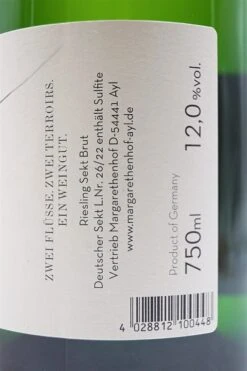 ZWEI FLÜSSE. ZWEI TERROIRS.
EIN WEINGUT.
Riesling Sekt Brut
Deutscher Sekt L.Nr. 26/22 enthält Sulfite
Vertrieb Margarethenhof D-54441 Ayl
www.margarethenhof-ayl.de
Product of Germany
750ml 12,0 %vol.
4 028812 100448